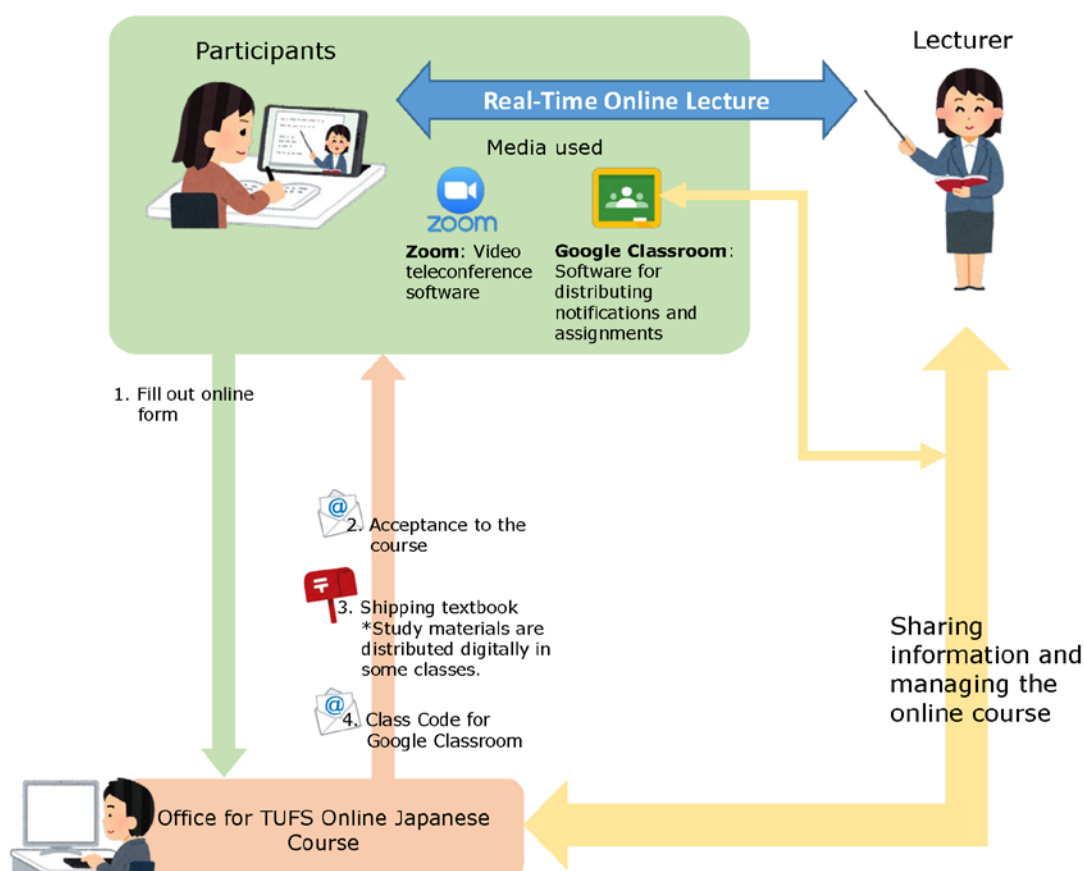 Participants
Lecturer
Real-Time Online Lecture
Media used
zoom
Zoom: Video
teleconference
software
Google Classroom:
Software for
distributing
notifications and
assignments
1. Fill out online
form
@
2. Acceptance to the
course
〒
3. Shipping textbook
*Study materials are
distributed digitally in
some classes.
@
4. Class Code for
Google Classroom
Sharing
information and
managing the
online course
Office for TUFS Online Japanese
Course